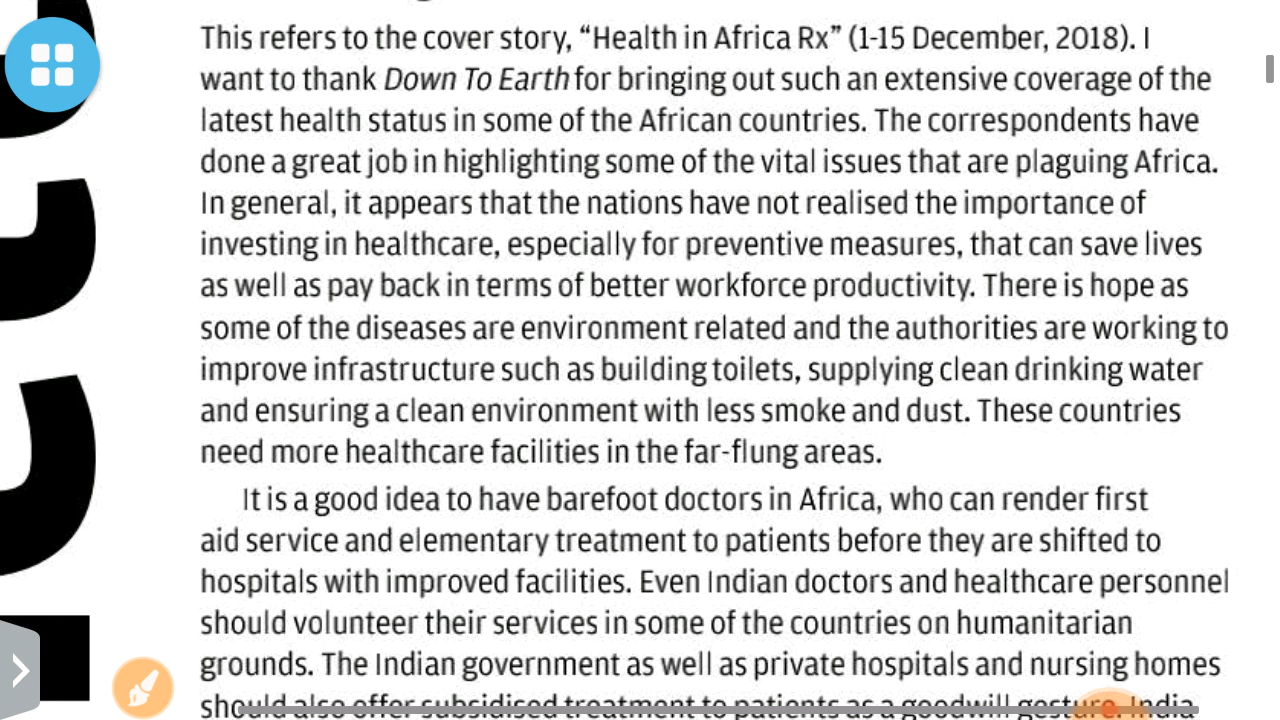 This refers to the cover story, “Health in Africa Rx” (1-15 December, 2018). I
want to thank Down To Earth for bringing out such an extensive coverage of the
latest health status in some of the African countries. The correspondents have
done a great job in highlighting some of the vital issues that are plaguing Africa.
In general, it appears that the nations have not realised the importance of
investing in healthcare, especially for preventive measures, that can save lives
as well as pay back in terms of better workforce productivity. There is hope as
some of the diseases are environment related and the authorities are working to
improve infrastructure such as building toilets, supplying clean drinking water
and ensuring a clean environment with less smoke and dust. These countries
need more healthcare facilities in the far-flung areas.
It is a good idea to have barefoot doctors in Africa, who can render first
aid service and elementary treatment to patients before they are shifted to
hospitals with improved facilities. Even Indian doctors and healthcare personnel
should volunteer their services in some of the countries on humanitarian
grounds. The Indian government as well as private hospitals and nursing homes
should also offer subsidised treatment to patients as a goodwill gesture. India